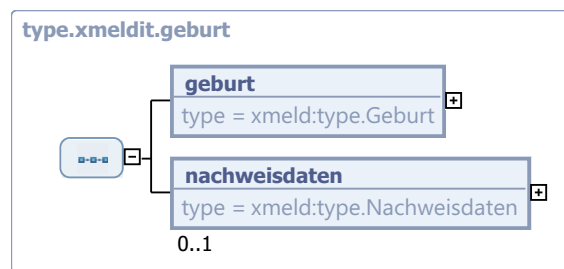 type.xmeldit.geburt
geburt
type = xmeld:type.Geburt
nachweisdaten
type = xmeld:type.Nachweisdaten
0..1